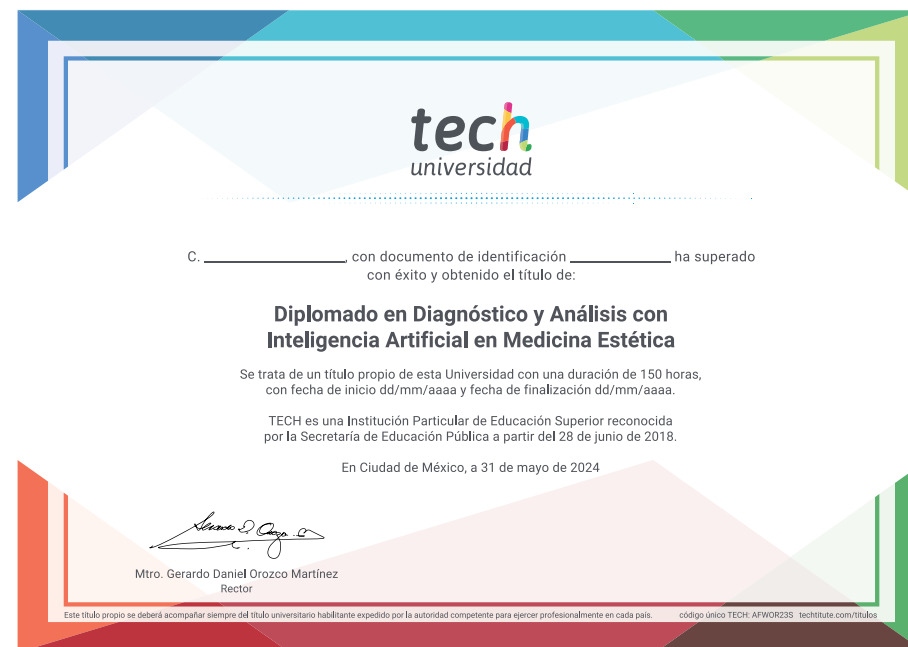 tech
universidad
C. ____________, con documento de identificación ____________ ha superado
con éxito y obtenido el título de:
Diplomado en Diagnóstico y Análisis con
Inteligencia Artificial en Medicina Estética
Se trata de un título propio de esta Universidad con una duración de 150 horas,
con fecha de inicio dd/mm/aaaa y fecha de finalización dd/mm/aaaa.
TECH es una Institución Particular de Educación Superior reconocida
por la Secretaría de Educación Pública a partir del 28 de junio de 2018.
En Ciudad de México, a 31 de mayo de 2024
Mtro. Gerardo Daniel Orozco Martínez
Rector
Este título propio se deberá acompañar siempre del título universitario habilitante expedido por la autoridad competente para ejercer profesionalmente en cada país. código único TECH: AFWOR23S techtitute.com/titulos